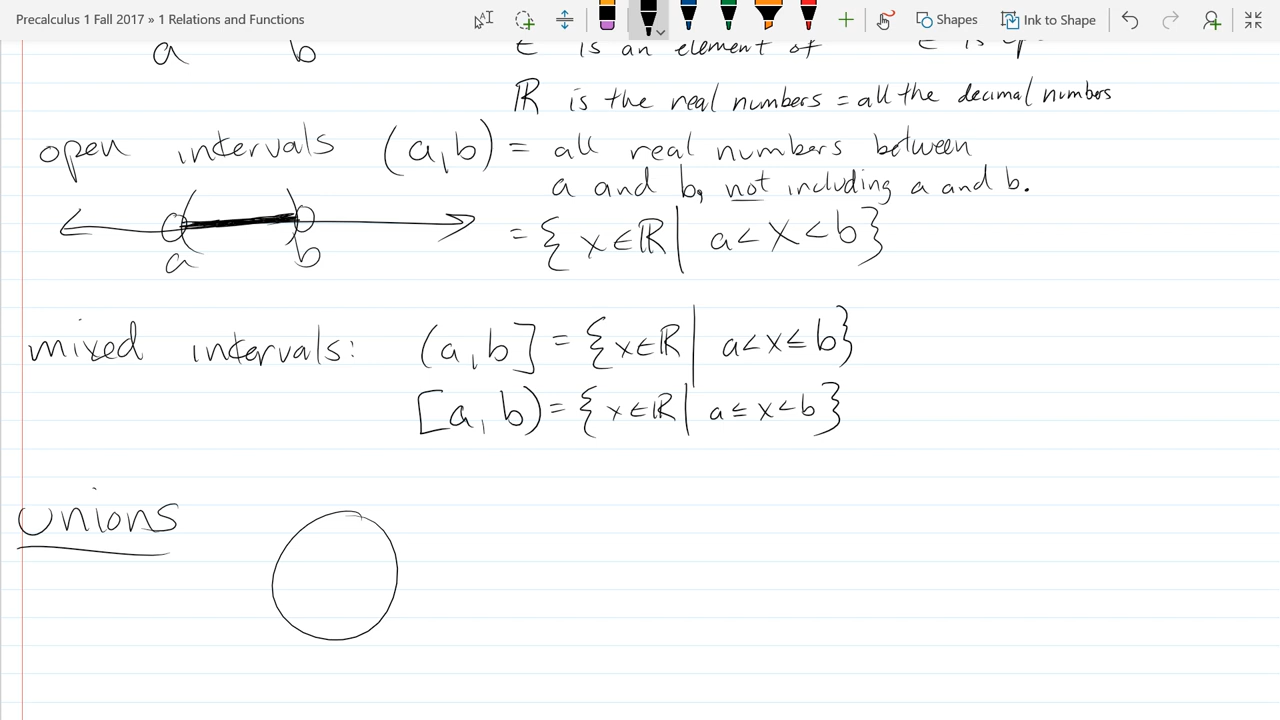 Precalculus 1 Fall 2017 » 1 Relations and Functions
Shapes
Ink to Shape
a b
∈ is an element of
ℝ is the real numbers = all the decimal numbers
open intervals (a,b) = all real numbers between
a and b, not including a and b.
= { x∈ℝ | a<x<b}
a b
mixed intervals: (a,b] = {x∈ℝ | a<x≤b}
[a, b) = {x∈ℝ | a≤x<b}
Unions